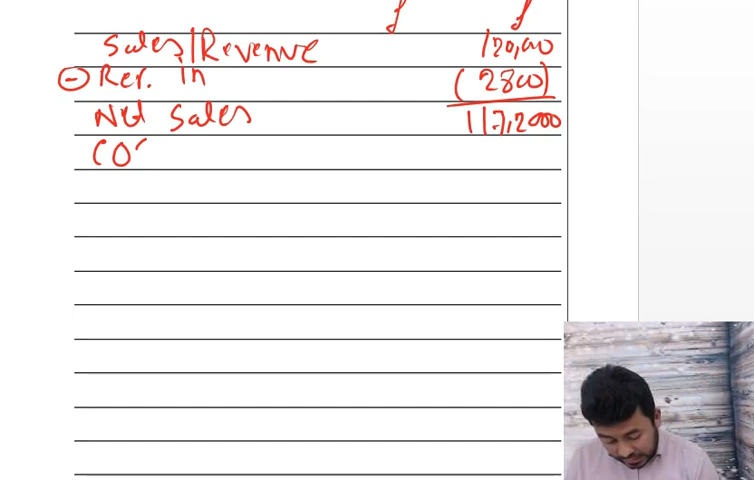 £ £
Sales/Revenue 120,000
- Ret. in (2800)
Net Sales 117,2000
CO